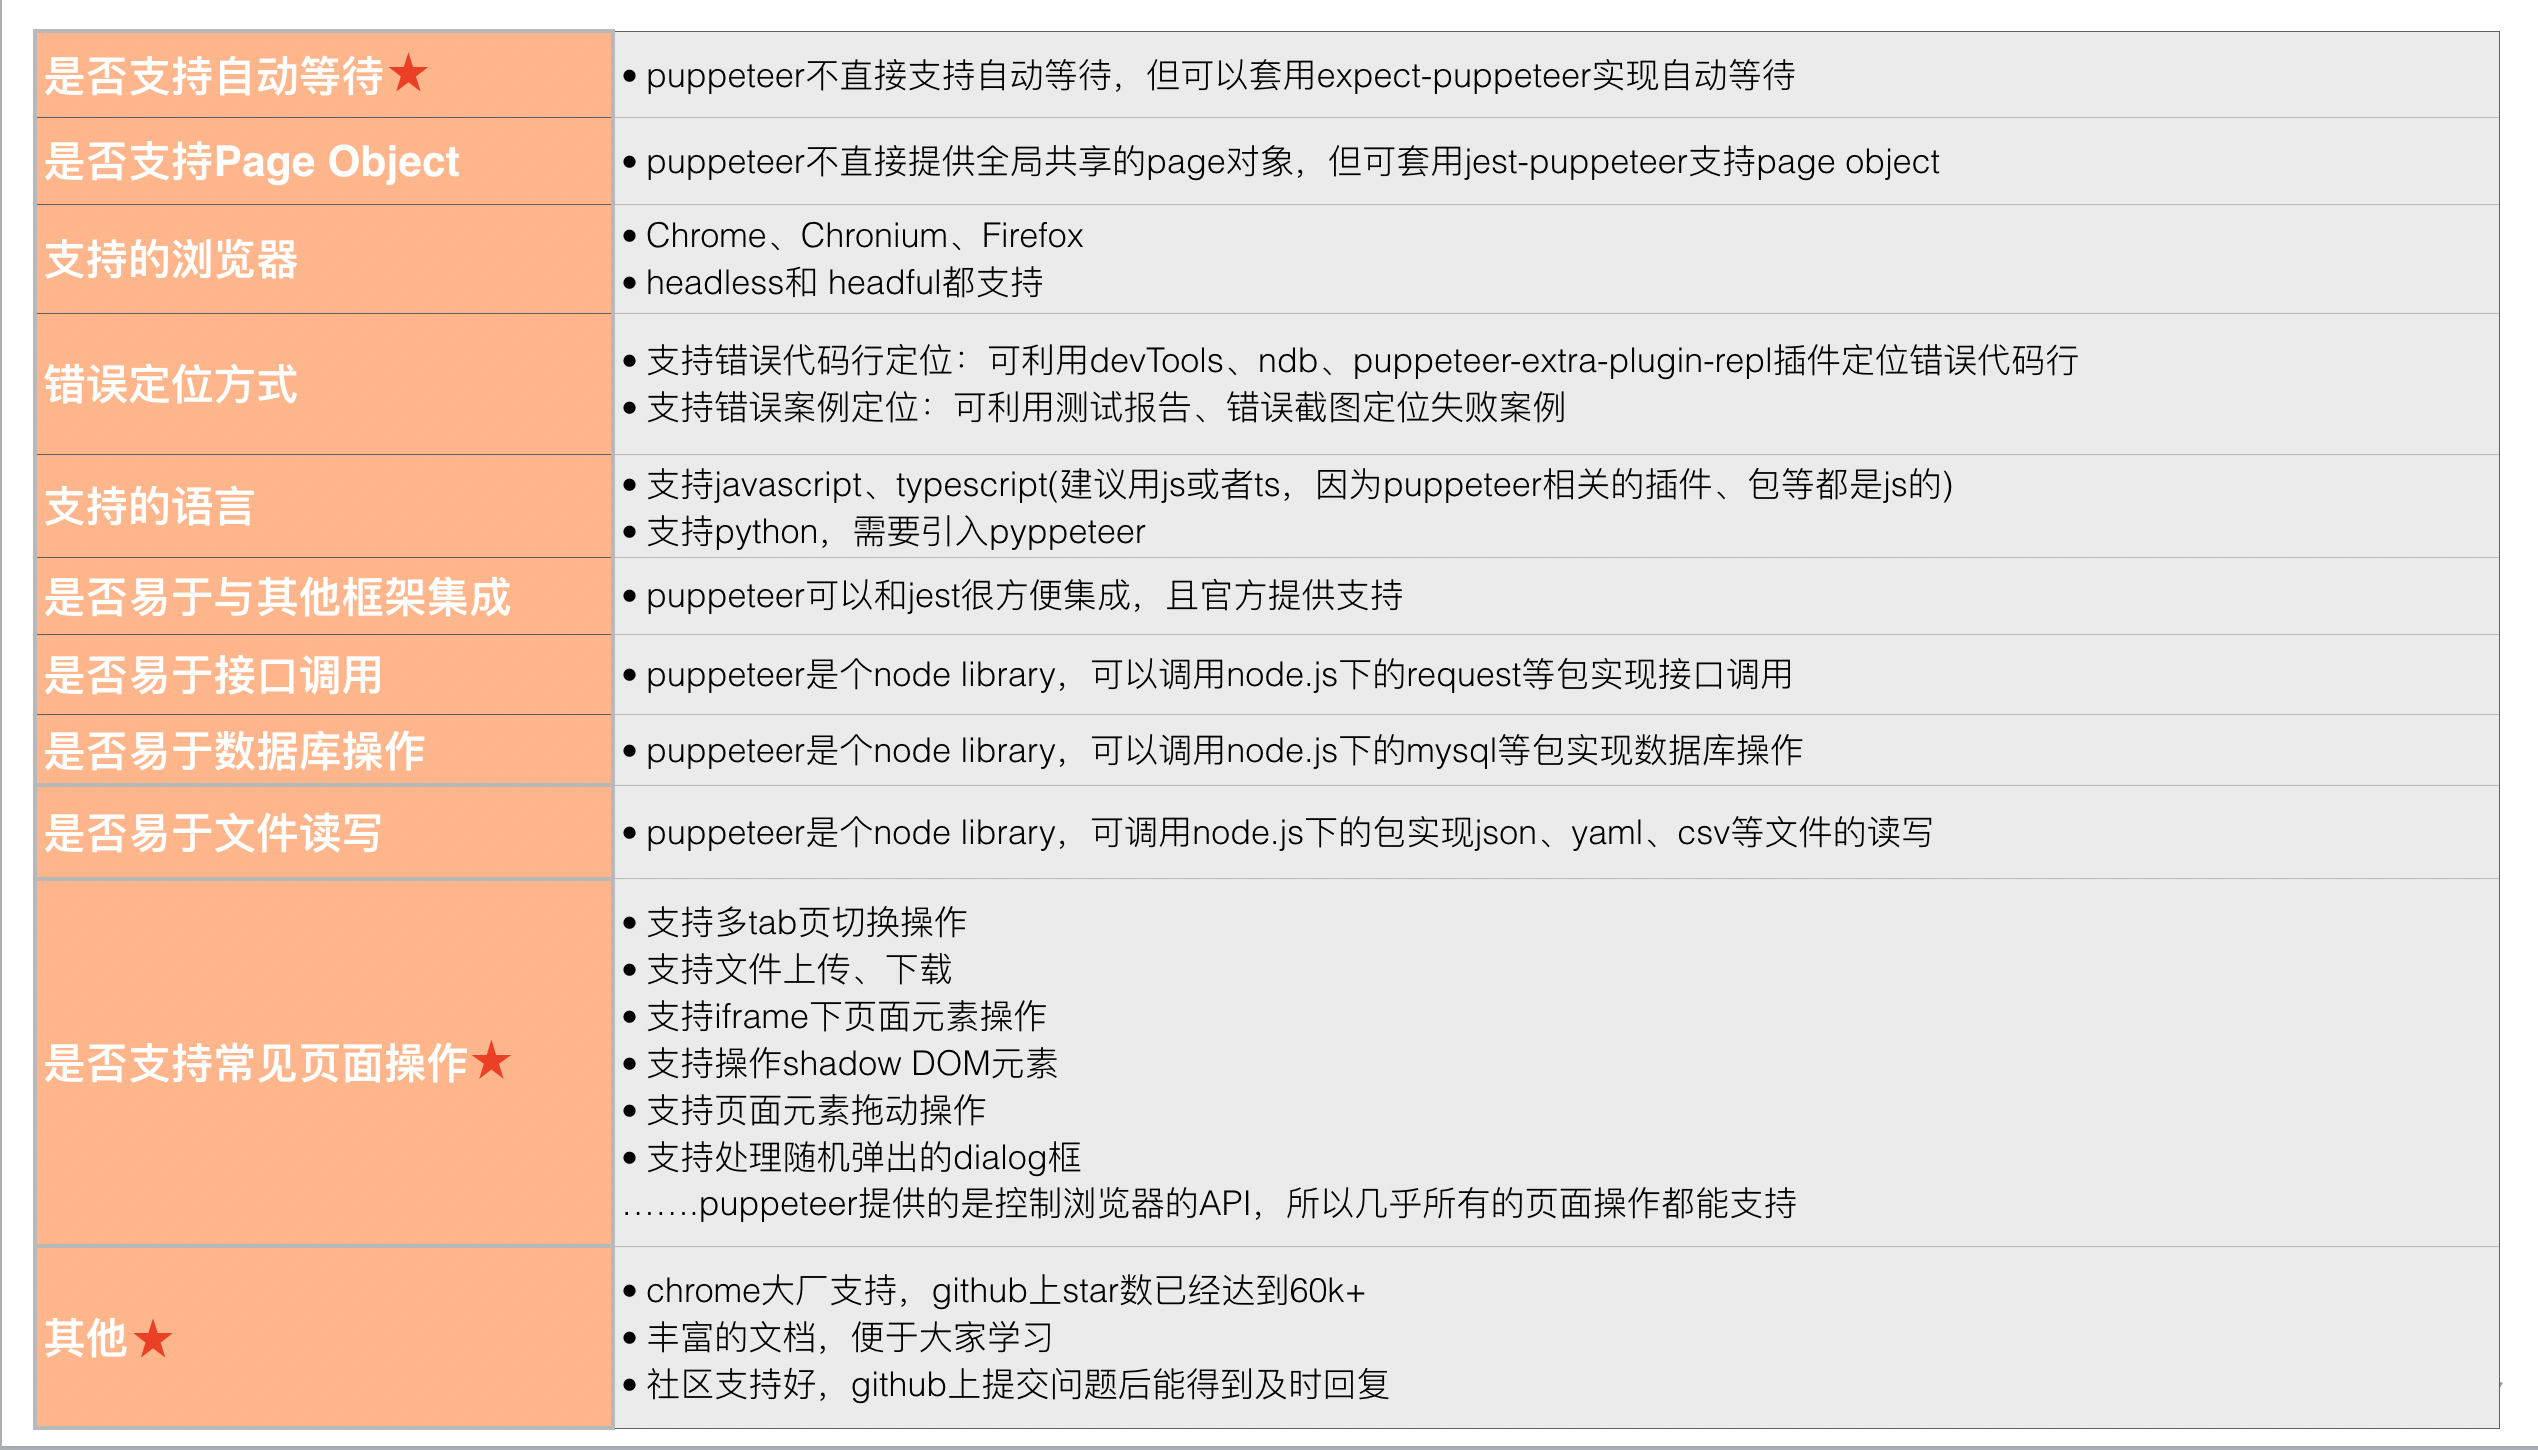 是否支持自动等待★
• puppeteer不直接支持自动等待，但可以套用expect-puppeteer实现自动等待
是否支持Page Object
• puppeteer不直接提供全局共享的page对象，但可套用jest-puppeteer支持page object
支持的浏览器
• Chrome、Chronium、Firefox
• headless和 headful都支持
错误定位方式
• 支持错误代码行定位：可利用devTools、ndb、puppeteer-extra-plugin-repl插件定位错误代码行
• 支持错误案例定位：可利用测试报告、错误截图定位失败案例
支持的语言
• 支持javascript、typescript(建议用js或者ts，因为puppeteer相关的插件、包等都是js的)
• 支持python，需要引入pyppeteer
是否易于与其他框架集成
• puppeteer可以和jest很方便集成，且官方提供支持
是否易于接口调用
• puppeteer是个node library，可以调用node.js下的request等包实现接口调用
是否易于数据库操作
• puppeteer是个node library，可以调用node.js下的mysql等包实现数据库操作
是否易于文件读写
• puppeteer是个node library，可调用node.js下的包实现json、yaml、csv等文件的读写
是否支持常见页面操作★
• 支持多tab页切换操作
• 支持文件上传、下载
• 支持iframe下页面元素操作
• 支持操作shadow DOM元素
• 支持页面元素拖动操作
• 支持处理随机弹出的dialog框
…….puppeteer提供的是控制浏览器的API，所以几乎所有的页面操作都能支持
其他★
• chrome大厂支持，github上star数已经达到60k+
• 丰富的文档，便于大家学习
• 社区支持好，github上提交问题后能得到及时回复